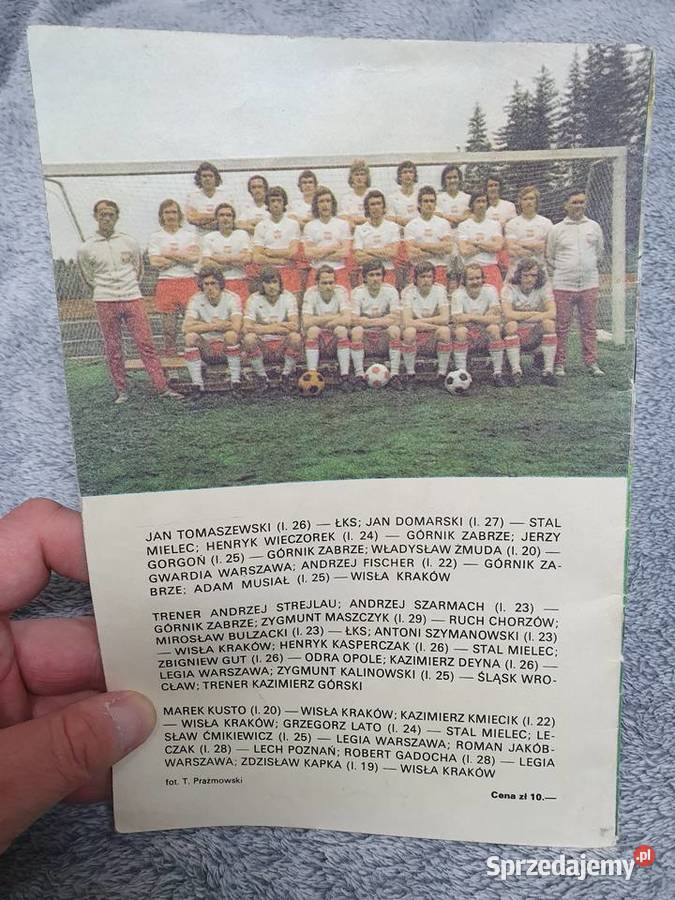 JAN TOMASZEWSKI (l. 26) — ŁKS; JAN DOMARSKI (l. 27) — STAL
MIELEC; HENRYK WIECZOREK (l. 24) — GÓRNIK ZABRZE; JERZY
GORGOŃ (l. 25) — GÓRNIK ZABRZE; WŁADYSŁAW ŻMUDA (l. 20) —
GWARDIA WARSZAWA; ANDRZEJ FISCHER (l. 22) — GÓRNIK ZA-
BRZE; ADAM MUSIAŁ (l. 25) — WISŁA KRAKÓW
TRENER ANDRZEJ STREJLAU; ANDRZEJ SZARMACH (l. 23) —
GÓRNIK ZABRZE; ZYGMUNT MASZCZYK (l. 29) — RUCH CHORZÓW;
MIROSŁAW BULZACKI (l. 23) — ŁKS; ANTONI SZYMANOWSKI (l. 23)
— WISŁA KRAKÓW; HENRYK KASPERCZAK (l. 26) — STAL MIELEC;
ZBIGNIEW GUT (l. 26) — ODRA OPOLE; KAZIMIERZ DEYNA (l. 26) —
LEGIA WARSZAWA; ZYGMUNT KALINOWSKI (l. 25) — ŚLĄSK WRO-
CŁAW; TRENER KAZIMIERZ GÓRSKI
MAREK KUSTO (l. 20) — WISŁA KRAKÓW; KAZIMIERZ KMIECIK (l. 22)
— WISŁA KRAKÓW; GRZEGORZ LATO (l. 24) — STAL MIELEC; LE-
SŁAW ĆMIKIEWICZ (l. 25) — LEGIA WARSZAWA; ROMAN JAKÓB-
CZAK (l. 28) — LECH POZNAŃ; ROBERT GADOCHA (l. 28) — LEGIA
WARSZAWA; ZDZISŁAW KAPKA (l. 19) — WISŁA KRAKÓW
fot. T. Prażmowski
Cena zł 10.—
Sprzedajemy.pl